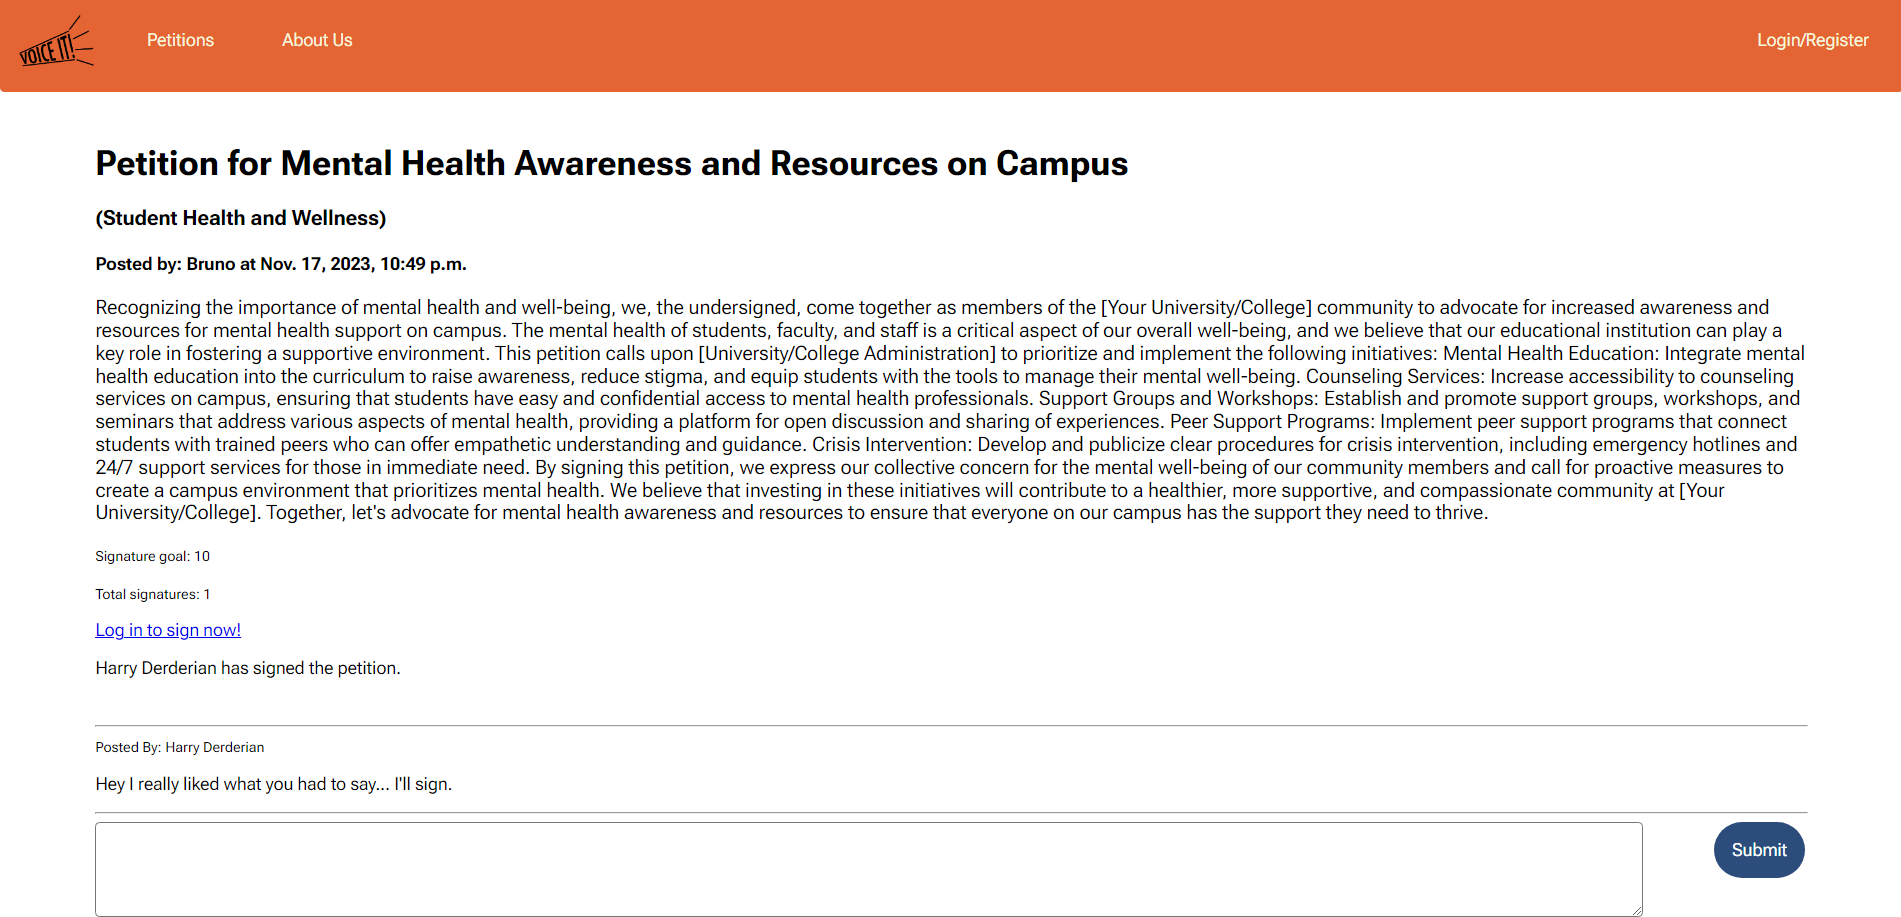 VOICE IT!
Petitions
About Us
Login/Register
Petition for Mental Health Awareness and Resources on Campus
(Student Health and Wellness)
Posted by: Bruno at Nov. 17, 2023, 10:49 p.m.
Recognizing the importance of mental health and well-being, we, the undersigned, come together as members of the [Your University/College] community to advocate for increased awareness and
resources for mental health support on campus. The mental health of students, faculty, and staff is a critical aspect of our overall well-being, and we believe that our educational institution can play a
key role in fostering a supportive environment. This petition calls upon [University/College Administration] to prioritize and implement the following initiatives: Mental Health Education: Integrate mental
health education into the curriculum to raise awareness, reduce stigma, and equip students with the tools to manage their mental well-being. Counseling Services: Increase accessibility to counseling
services on campus, ensuring that students have easy and confidential access to mental health professionals. Support Groups and Workshops: Establish and promote support groups, workshops, and
seminars that address various aspects of mental health, providing a platform for open discussion and sharing of experiences. Peer Support Programs: Implement peer support programs that connect
students with trained peers who can offer empathetic understanding and guidance. Crisis Intervention: Develop and publicize clear procedures for crisis intervention, including emergency hotlines and
24/7 support services for those in immediate need. By signing this petition, we express our collective concern for the mental well-being of our community members and call for proactive measures to
create a campus environment that prioritizes mental health. We believe that investing in these initiatives will contribute to a healthier, more supportive, and compassionate community at [Your
University/College]. Together, let's advocate for mental health awareness and resources to ensure that everyone on our campus has the support they need to thrive.
Signature goal: 10
Total signatures: 1
Log in to sign now!
Harry Derderian has signed the petition.
Posted By: Harry Derderian
Hey I really liked what you had to say... I'll sign.
Submit